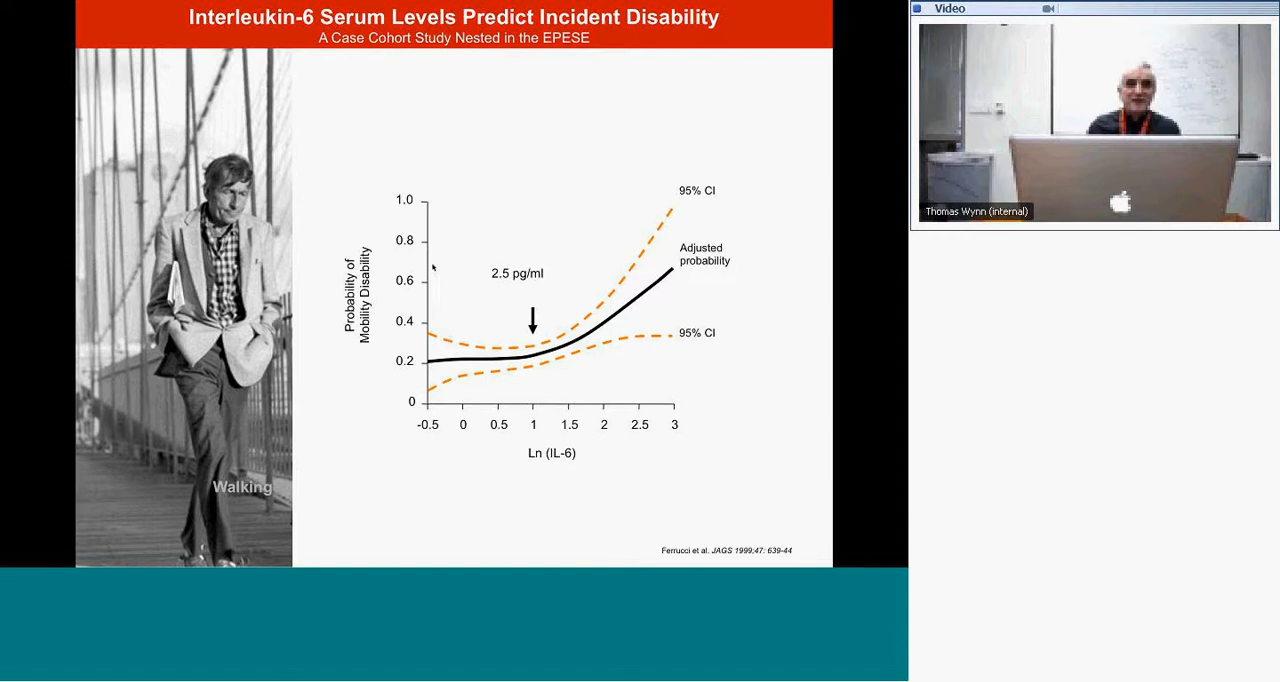 Interleukin-6 Serum Levels Predict Incident Disability
A Case Cohort Study Nested in the EPESE
Video
Thomas Wynn (internal)
95% CI
1.0
0.8
0.6
0.4
0.2
0
Probability of
Mobility Disability
2.5 pg/ml
Adjusted
probability
95% CI
-0.5 0 0.5 1 1.5 2 2.5 3
Ln (IL-6)
Walking
Ferrucci et al. JAGS 1999;47: 639-44